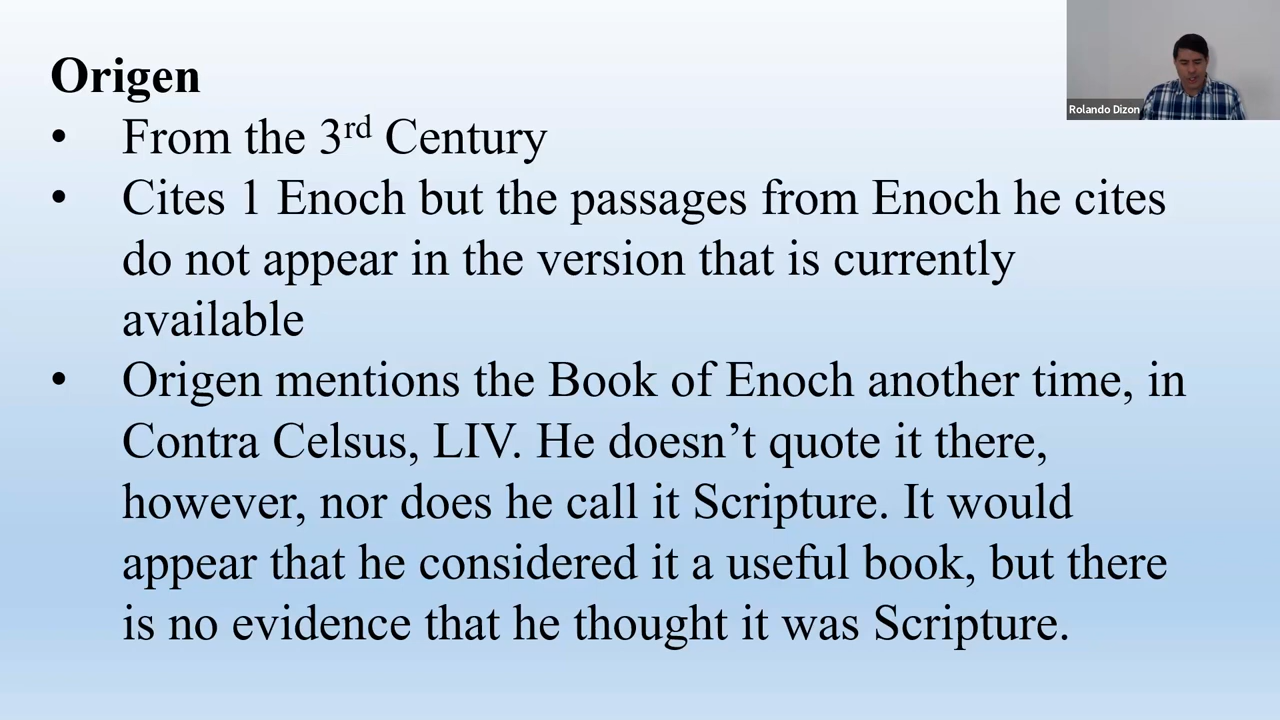 Origen
• From the 3rd Century
• Cites 1 Enoch but the passages from Enoch he cites
do not appear in the version that is currently
available
• Origen mentions the Book of Enoch another time, in
Contra Celsus, LIV. He doesn’t quote it there,
however, nor does he call it Scripture. It would
appear that he considered it a useful book, but there
is no evidence that he thought it was Scripture.
Rolando Dizon